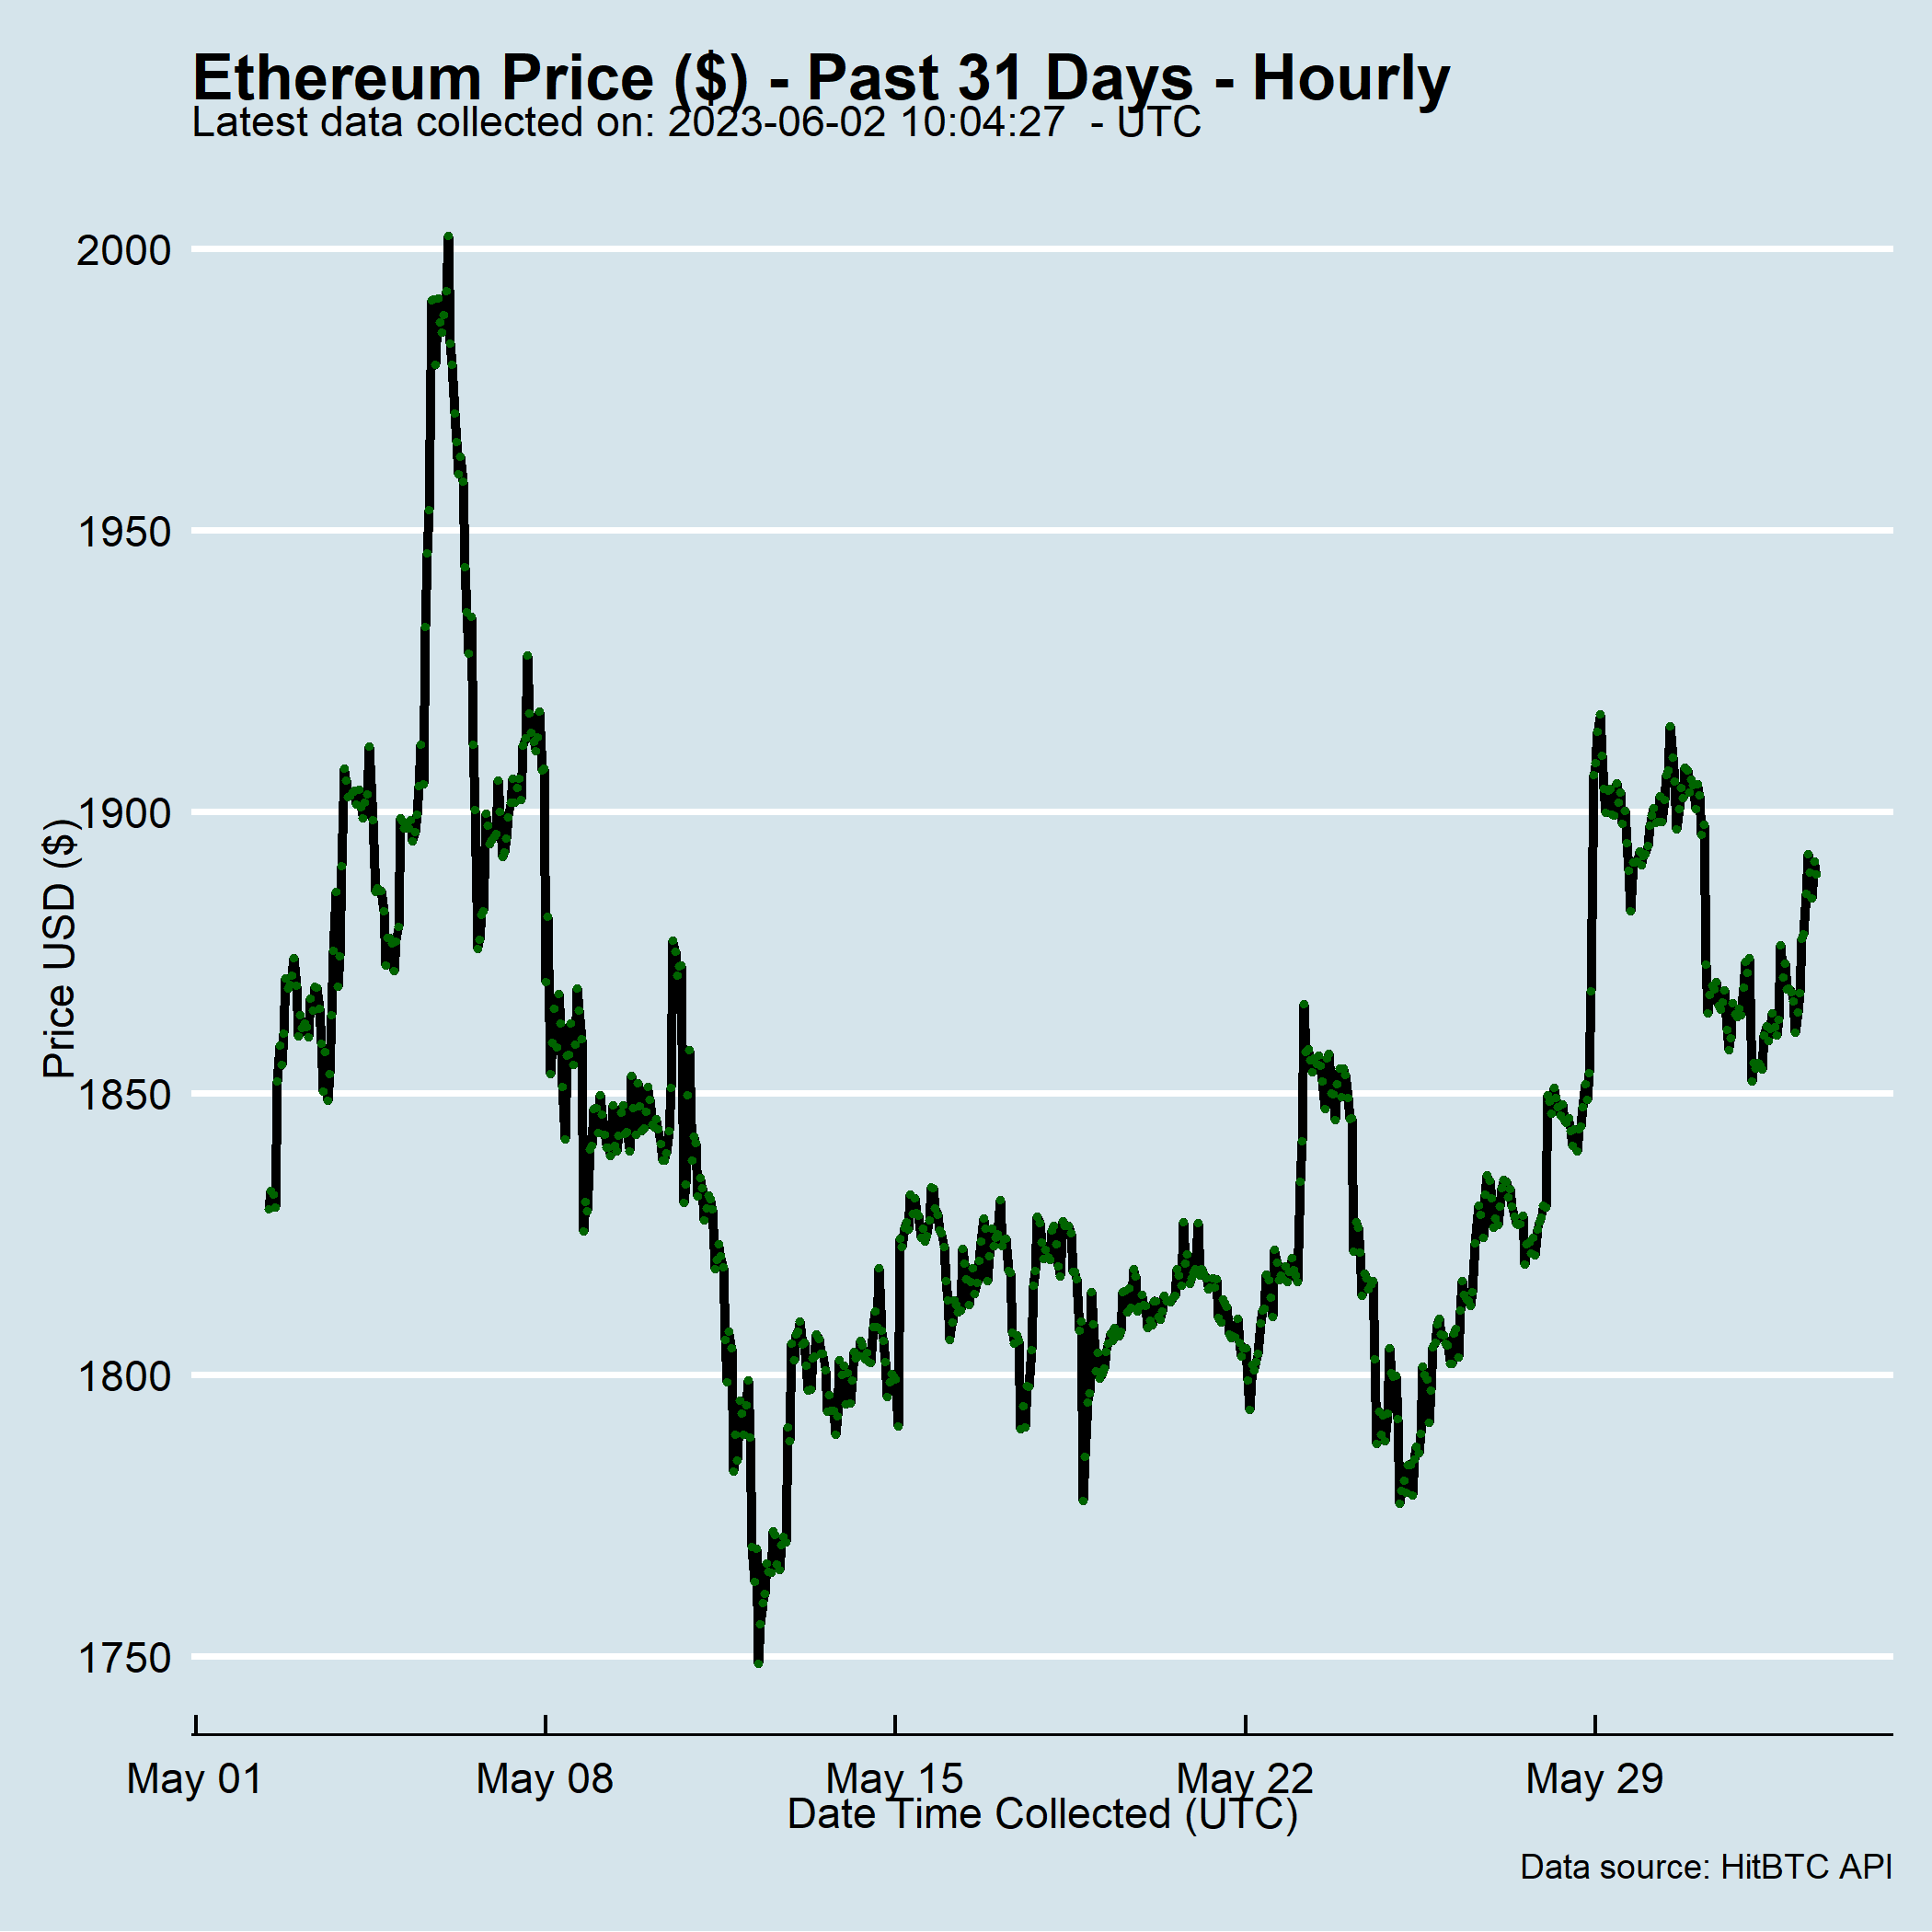 Ethereum Price ($) - Past 31 Days - Hourly
Latest data collected on: 2023-06-02 10:04:27  - UTC
Price USD ($)
2000
1950
1900
1850
1800
1750
May 01
May 08
May 15
May 22
May 29
Date Time Collected (UTC)
Data source: HitBTC API